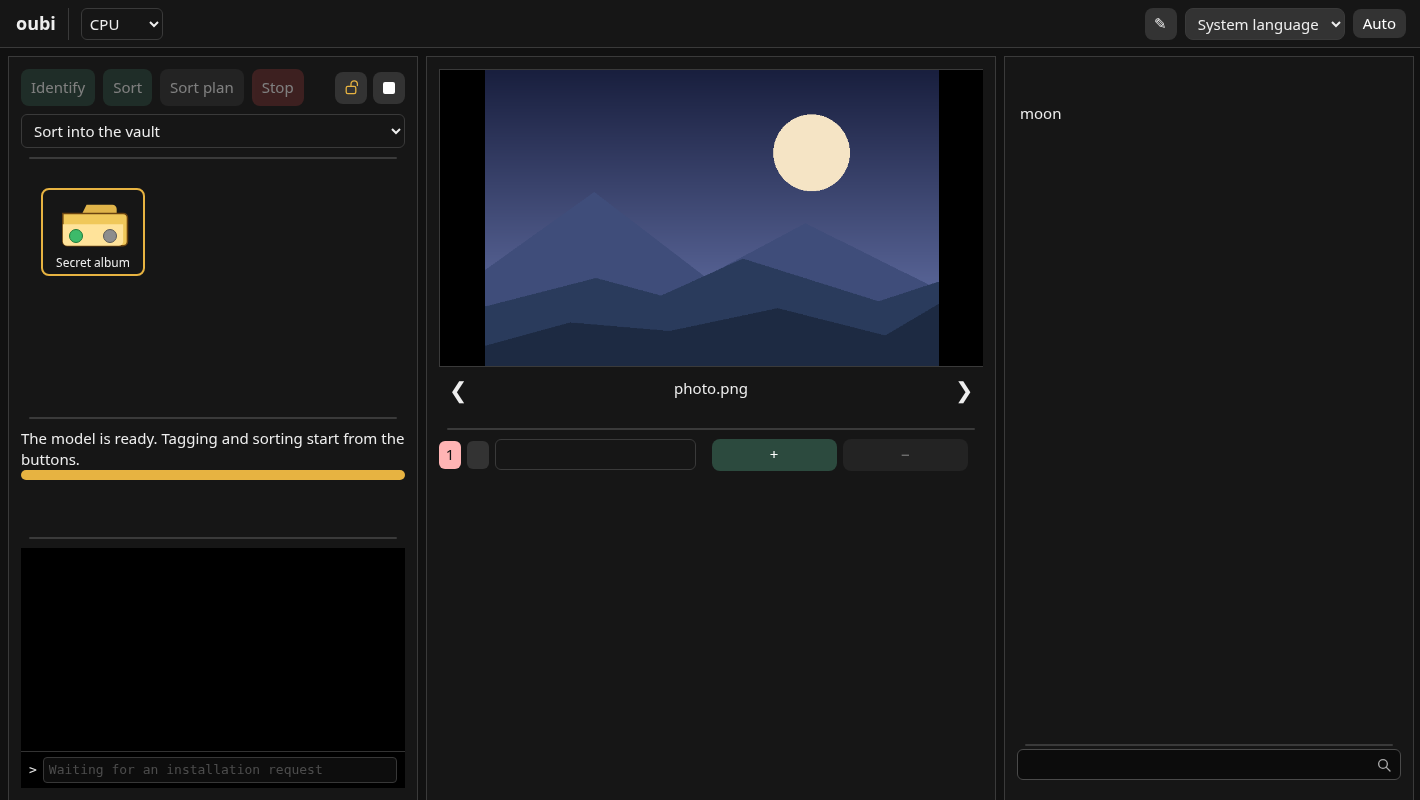 oubi
CPU
✎
System language
Auto
Identify
Sort
Sort plan
Stop
Sort into the vault
Secret album
The model is ready. Tagging and sorting start from the
buttons.
> Waiting for an installation request
❮
photo.png
❯
1
+
−
moon